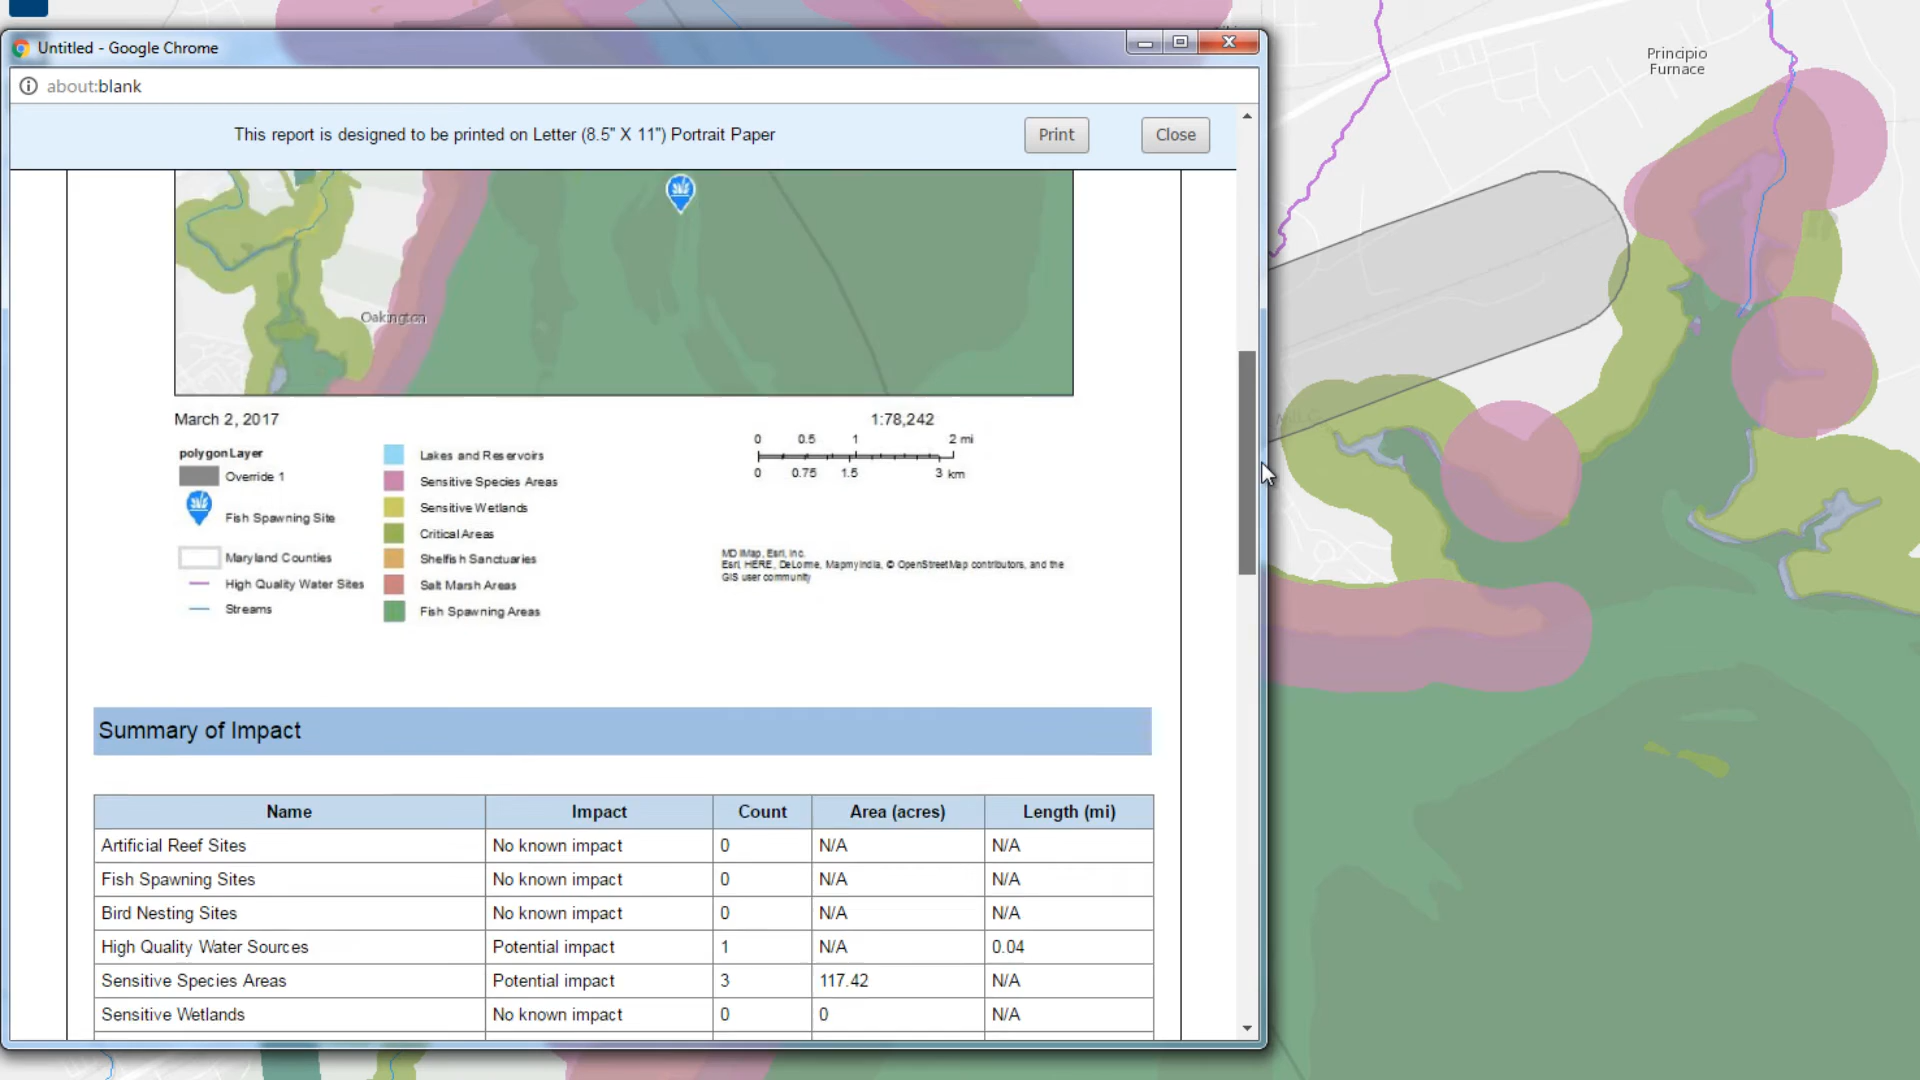 Untitled - Google Chrome
about:blank
This report is designed to be printed on Letter (8.5" X 11") Portrait Paper
Print
Close
Principio
Furnace
Oakington
March 2, 2017
1:78,242
0 0.5 1 2 mi
0 0.75 1.5 3 km
polygonLayer
Override 1
Fish Spawning Site
Maryland Counties
High Quality Water Sites
Streams
Lakes and Reservoirs
Sensitive Species Areas
Sensitive Wetlands
Critical Areas
Shellfish Sanctuaries
Salt Marsh Areas
Fish Spawning Areas
MD iMap, Esri, Inc.
Esri, HERE, DeLorme, MapmyIndia, © OpenStreetMap contributors, and the
GIS user community
Summary of Impact
Name Impact Count Area (acres) Length (mi)
Artificial Reef Sites No known impact 0 N/A N/A
Fish Spawning Sites No known impact 0 N/A N/A
Bird Nesting Sites No known impact 0 N/A N/A
High Quality Water Sources Potential impact 1 N/A 0.04
Sensitive Species Areas Potential impact 3 117.42 N/A
Sensitive Wetlands No known impact 0 0 N/A